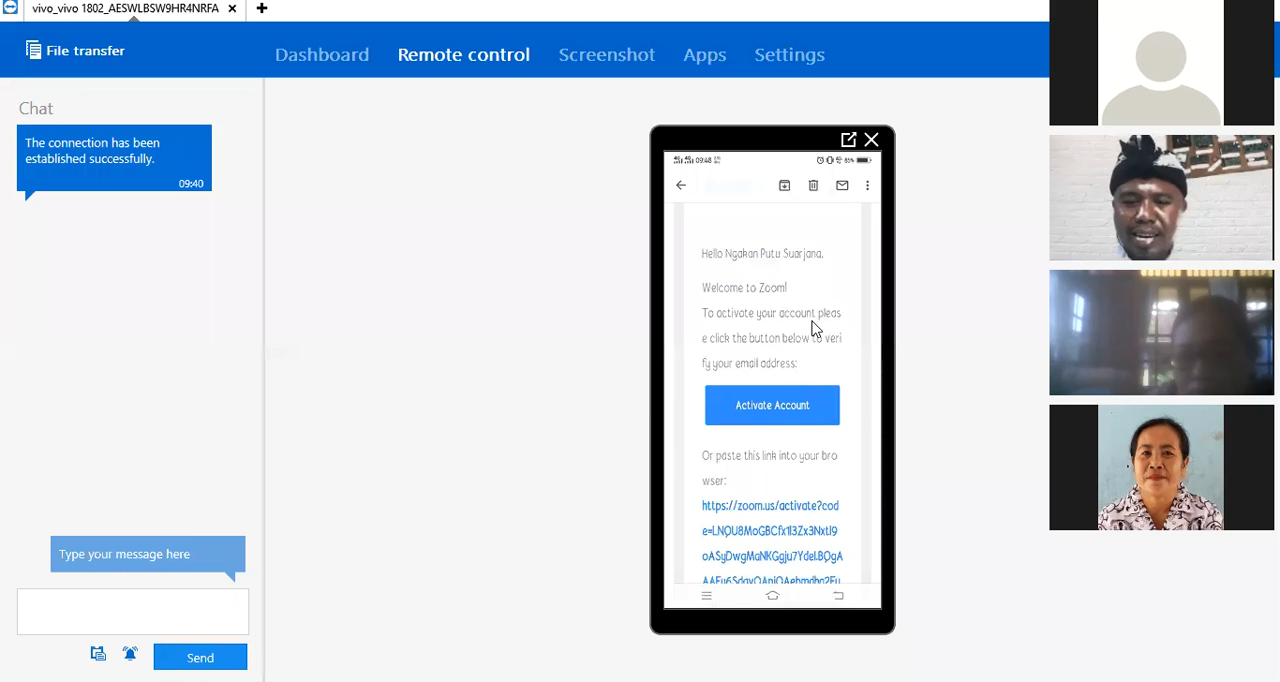 vivo_vivo 1802_AESWLBSW9HR4NRFA
File transfer
Dashboard
Remote control
Screenshot
Apps
Settings
Chat
The connection has been
established successfully.
09:40
Type your message here
Send
09:48
85%
Hello Ngakan Putu Suarjana,
Welcome to Zoom!
To activate your account pleas
e click the button below to veri
fy your email address:
Activate Account
Or paste this link into your bro
wser:
https://zoom.us/activate?cod